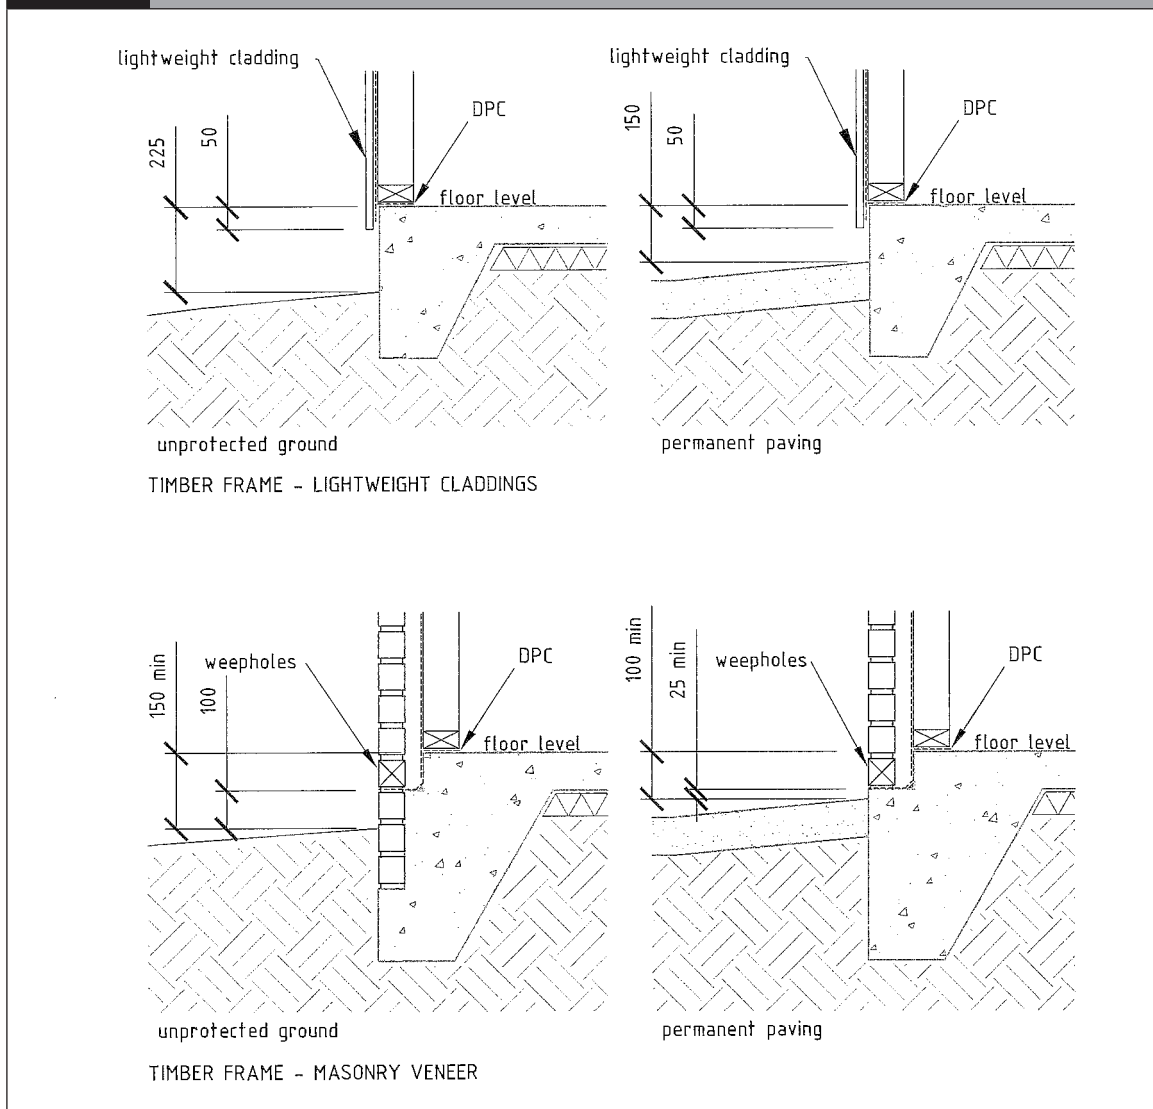 lightweight cladding
225
50
DPC
floor level
unprotected ground
lightweight cladding
150
50
DPC
floor level
permanent paving
TIMBER FRAME - LIGHTWEIGHT CLADDINGS
150 min
100
weepholes
DPC
floor level
unprotected ground
100 min
25 min
weepholes
DPC
floor level
permanent paving
TIMBER FRAME - MASONRY VENEER